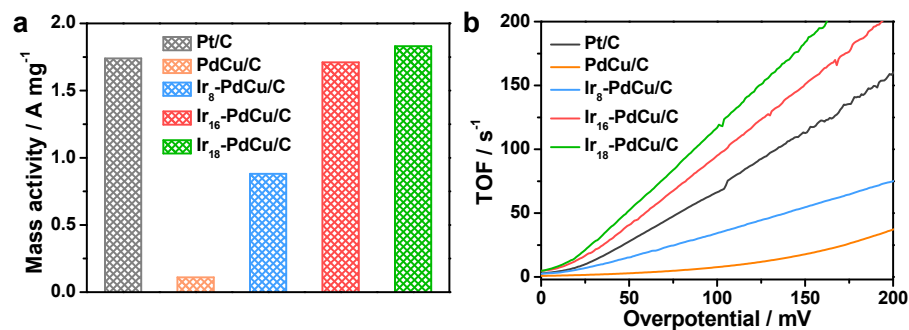 a
Mass activity / A mg⁻¹
2.0
1.5
1.0
0.5
0.0
Pt/C
PdCu/C
Ir₈-PdCu/C
Ir₁₆-PdCu/C
Ir₁₈-PdCu/C
b
TOF / s⁻¹
200
150
100
50
0
Pt/C
PdCu/C
Ir₈-PdCu/C
Ir₁₆-PdCu/C
Ir₁₈-PdCu/C
0 50 100 150 200
Overpotential / mV